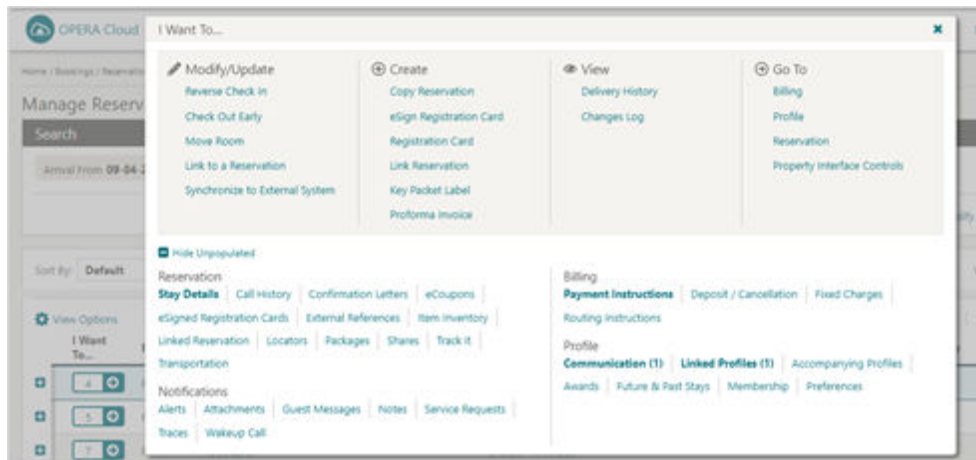 OPERA Cloud
I Want To...
Home / Bookings / Reservatio
Manage Reserv
Search
Arrival From 09-04-2
Modify/Update
Reverse Check In
Check Out Early
Move Room
Link to a Reservation
Synchronize to External System
Create
Copy Reservation
eSign Registration Card
Registration Card
Link Reservation
Key Packet Label
Proforma Invoice
View
Delivery History
Changes Log
Go To
Billing
Profile
Reservation
Property Interface Controls
Hide Unpopulated
Sort By: Default
View Options
I Want
To...
4
5
7
Reservation
Stay Details Call History Confirmation Letters eCoupons
eSigned Registration Cards External References Item Inventory
Linked Reservation Locators Packages Shares Track It
Transportation
Notifications
Alerts Attachments Guest Messages Notes Service Requests
Traces Wakeup Call
Billing
Payment Instructions Deposit / Cancellation Fixed Charges
Routing Instructions
Profile
Communication (1) Linked Profiles (1) Accompanying Profiles
Awards Future & Past Stays Membership Preferences